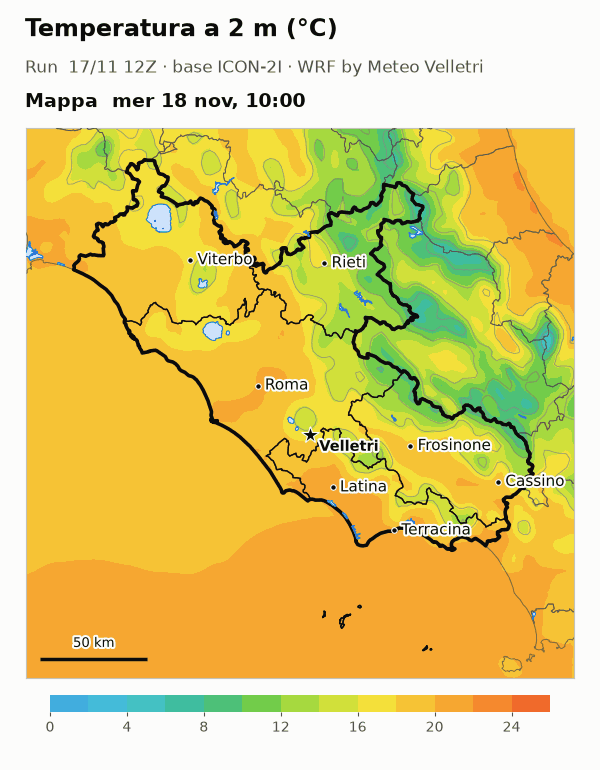 Temperatura a 2 m (°C)
Run  17/11 12Z · base ICON-2I · WRF by Meteo Velletri
Mappa  mer 18 nov, 10:00
Viterbo
Rieti
Roma
Velletri
Frosinone
Cassino
Latina
Terracina
50 km
0 4 8 12 16 20 24